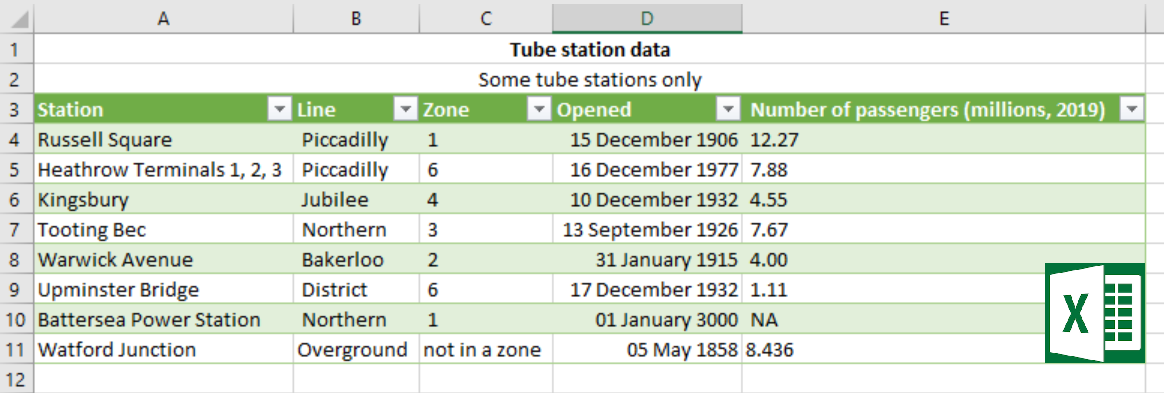 A B C D E
1 Tube station data
2 Some tube stations only
3 Station Line Zone Opened Number of passengers (millions, 2019)
4 Russell Square Piccadilly 1 15 December 1906 12.27
5 Heathrow Terminals 1, 2, 3 Piccadilly 6 16 December 1977 7.88
6 Kingsbury Jubilee 4 10 December 1932 4.55
7 Tooting Bec Northern 3 13 September 1926 7.67
8 Warwick Avenue Bakerloo 2 31 January 1915 4.00
9 Upminster Bridge District 6 17 December 1932 1.11
10 Battersea Power Station Northern 1 01 January 3000 NA
X
11 Watford Junction Overground not in a zone 05 May 1858 8.436
12